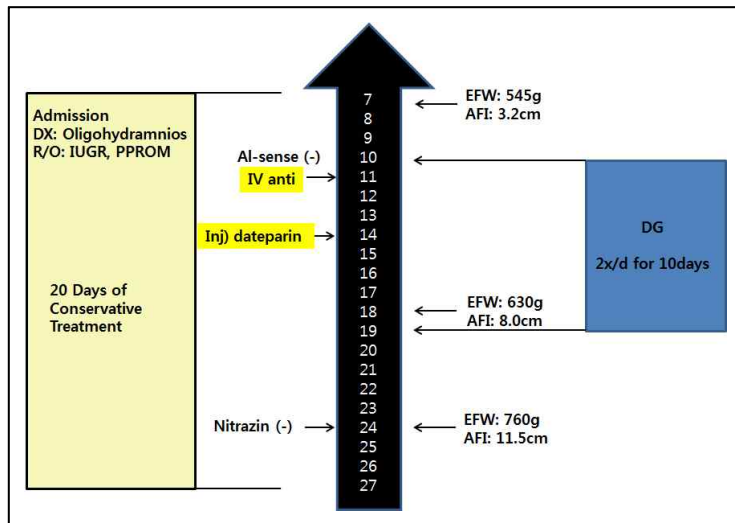 Admission
DX: Oligohydramnios
R/O: IUGR, PPROM
20 Days of
Conservative
Treatment
Al-sense (-)
IV anti
Inj) dateparin
Nitrazin (-)
7
8
9
10
11
12
13
14
15
16
17
18
19
20
21
22
23
24
25
26
27
EFW: 545g
AFI: 3.2cm
EFW: 630g
AFI: 8.0cm
EFW: 760g
AFI: 11.5cm
DG
2x/d for 10days